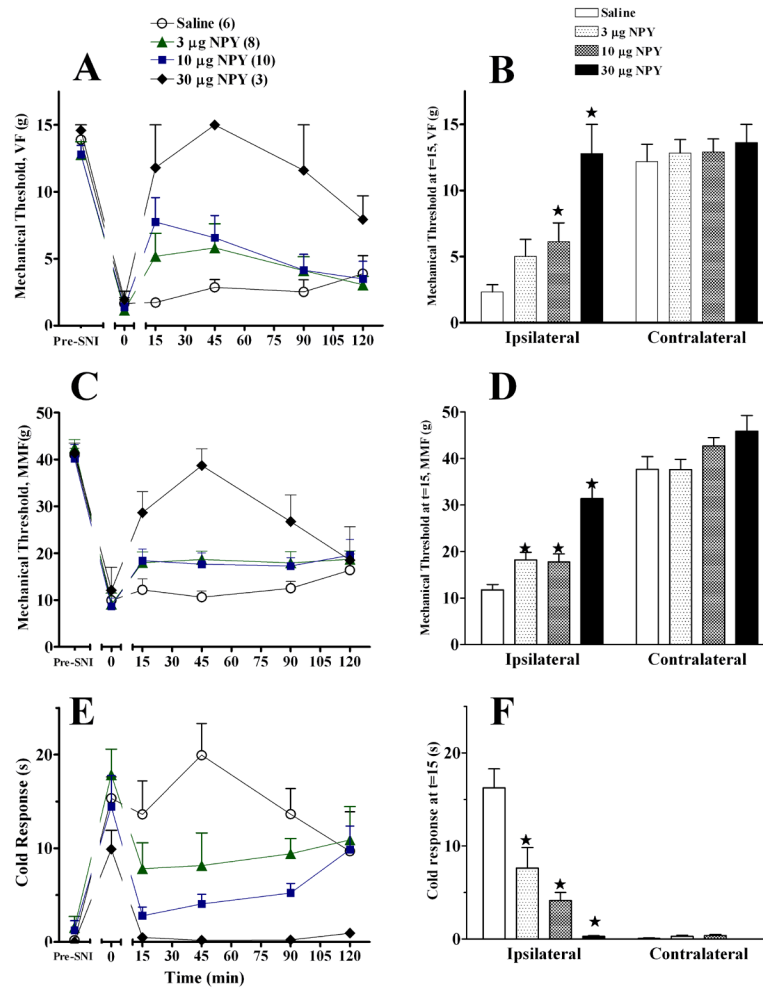 Saline (6)
3 µg NPY (8)
10 µg NPY (10)
30 µg NPY (3)
A
Mechanical Theshold, VF (g)
15
10
5
0
Pre-SNI 0 15 30 45 60 75 90 105 120
Saline
3 µg NPY
10 µg NPY
30 µg NPY
B
Mechanical Threshold at t=15, VF (g)
15
10
5
0
Ipsilateral Contralateral
C
Mechanical Threshold, MMF(g)
50
40
30
20
10
0
Pre-SNI 0 15 30 45 60 75 90 105 120
D
Mechanical Threshold at t=15, MMF (g)
50
40
30
20
10
0
Ipsilateral Contralateral
E
Cold Response (s)
20
10
0
Pre-SNI 0 15 30 45 60 75 90 105 120
Time (min)
F
Cold response at t=15 (s)
20
10
0
Ipsilateral Contralateral